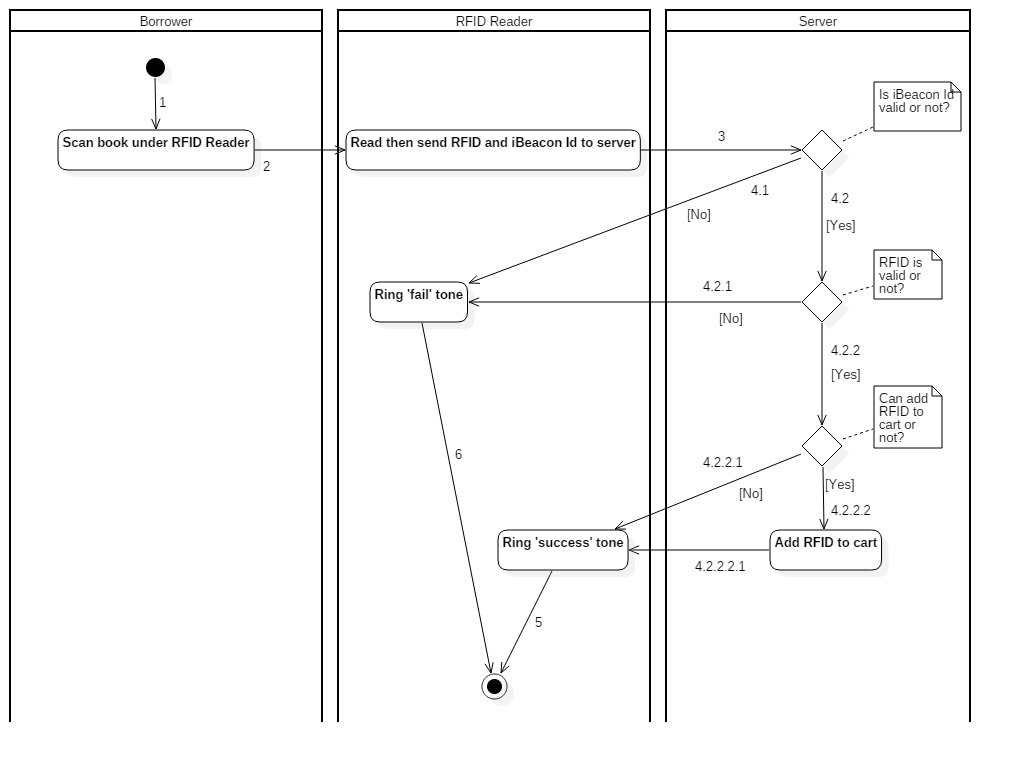 Borrower
RFID Reader
Server
Is iBeacon Id
valid or not?
1
Scan book under RFID Reader
2
Read then send RFID and iBeacon Id to server
3
4.1
[No]
4.2
[Yes]
RFID is
valid or
not?
Ring 'fail' tone
4.2.1
[No]
4.2.2
[Yes]
Can add
RFID to
cart or
not?
6
4.2.2.1
[No]
[Yes]
4.2.2.2
Ring 'success' tone
Add RFID to cart
4.2.2.2.1
5